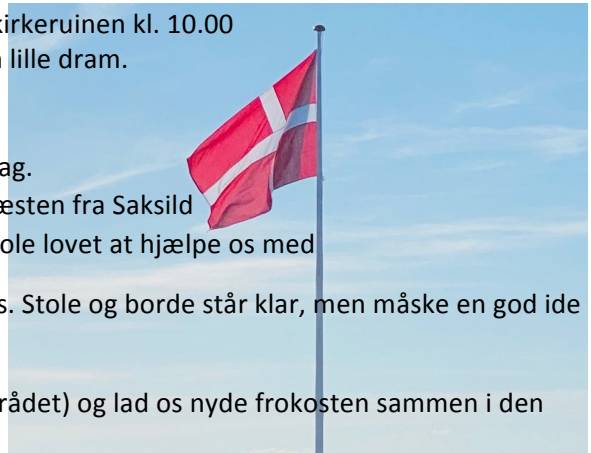 kirkeruinen kl. 10.00
lille dram.
ag.
æsten fra Saksild
ole lovet at hjælpe os med
s. Stole og borde står klar, men måske en god ide
rådet) og lad os nyde frokosten sammen i den